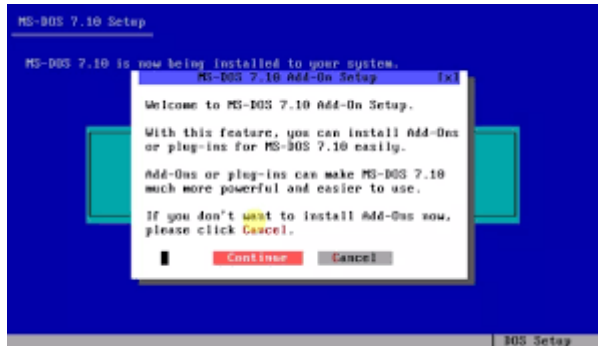 MS-DOS 7.10 Setup
MS-DOS 7.10 is now being installed to your system.
MS-DOS 7.10 Add-On Setup [x]
Welcome to MS-DOS 7.10 Add-On Setup.
With this feature, you can install Add-Ons
or plug-ins for MS-DOS 7.10 easily.
Add-Ons or plug-ins can make MS-DOS 7.10
much more powerful and easier to use.
If you don't want to install Add-Ons now,
please click Cancel.
Continue Cancel
DOS Setup